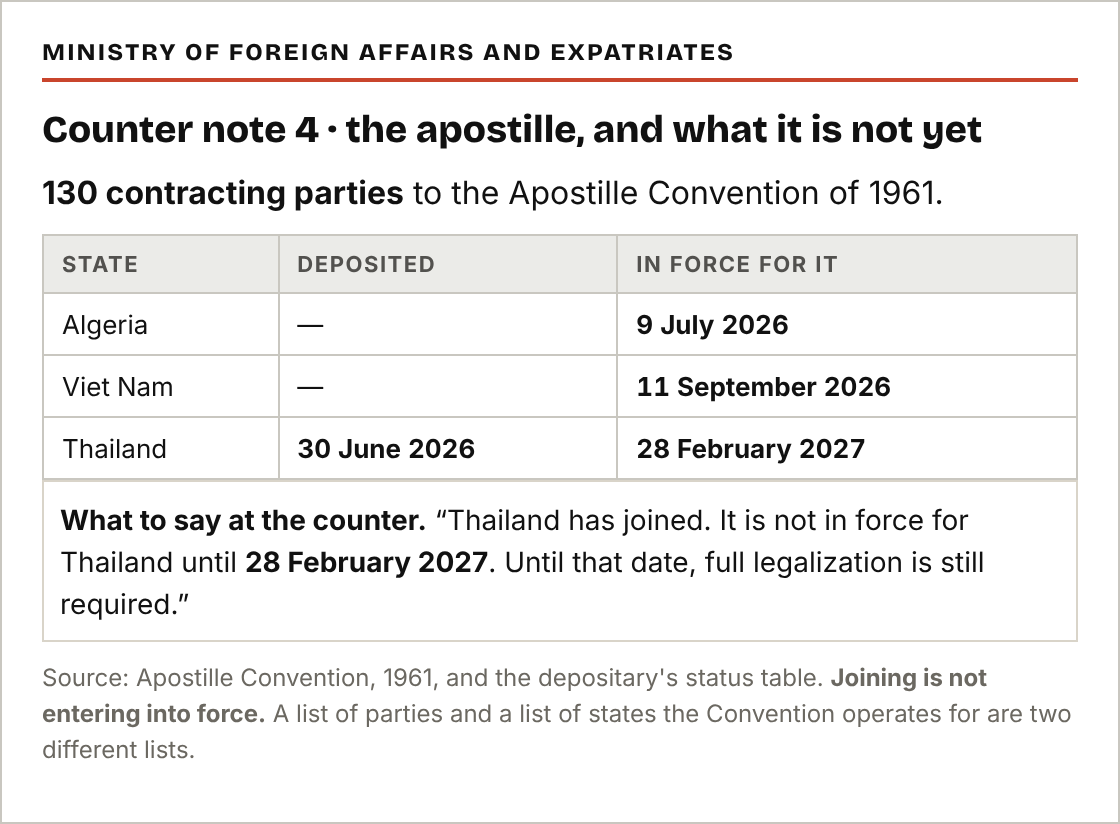 MINISTRY OF FOREIGN AFFAIRS AND EXPATRIATES
Counter note 4 · the apostille, and what it is not yet
130 contracting parties to the Apostille Convention of 1961.
STATE DEPOSITED IN FORCE FOR IT
Algeria — 9 July 2026
Viet Nam — 11 September 2026
Thailand 30 June 2026 28 February 2027
What to say at the counter. “Thailand has joined. It is not in force for
Thailand until 28 February 2027. Until that date, full legalization is still
required.”
Source: Apostille Convention, 1961, and the depositary's status table. Joining is not
entering into force. A list of parties and a list of states the Convention operates for are two
different lists.